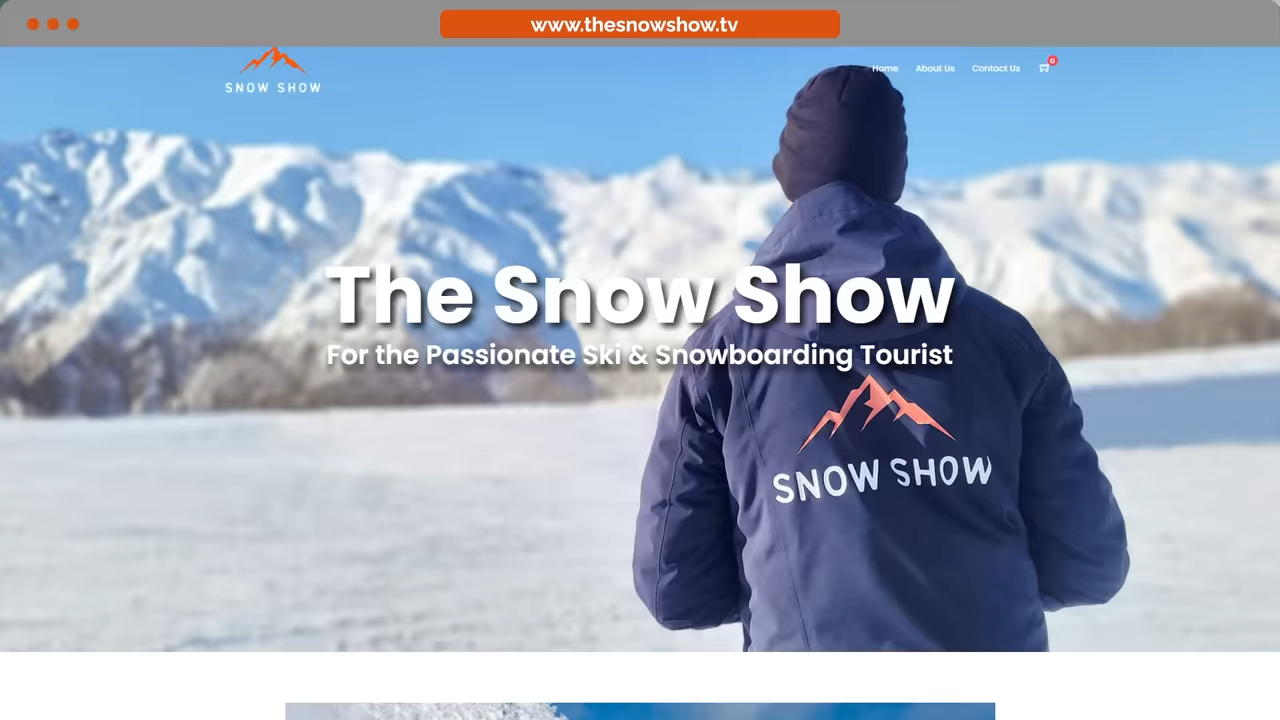 www.thesnowshow.tv
SNOW SHOW
Home About Us Contact Us 0
The Snow Show
For the Passionate Ski & Snowboarding Tourist
SNOW SHOW